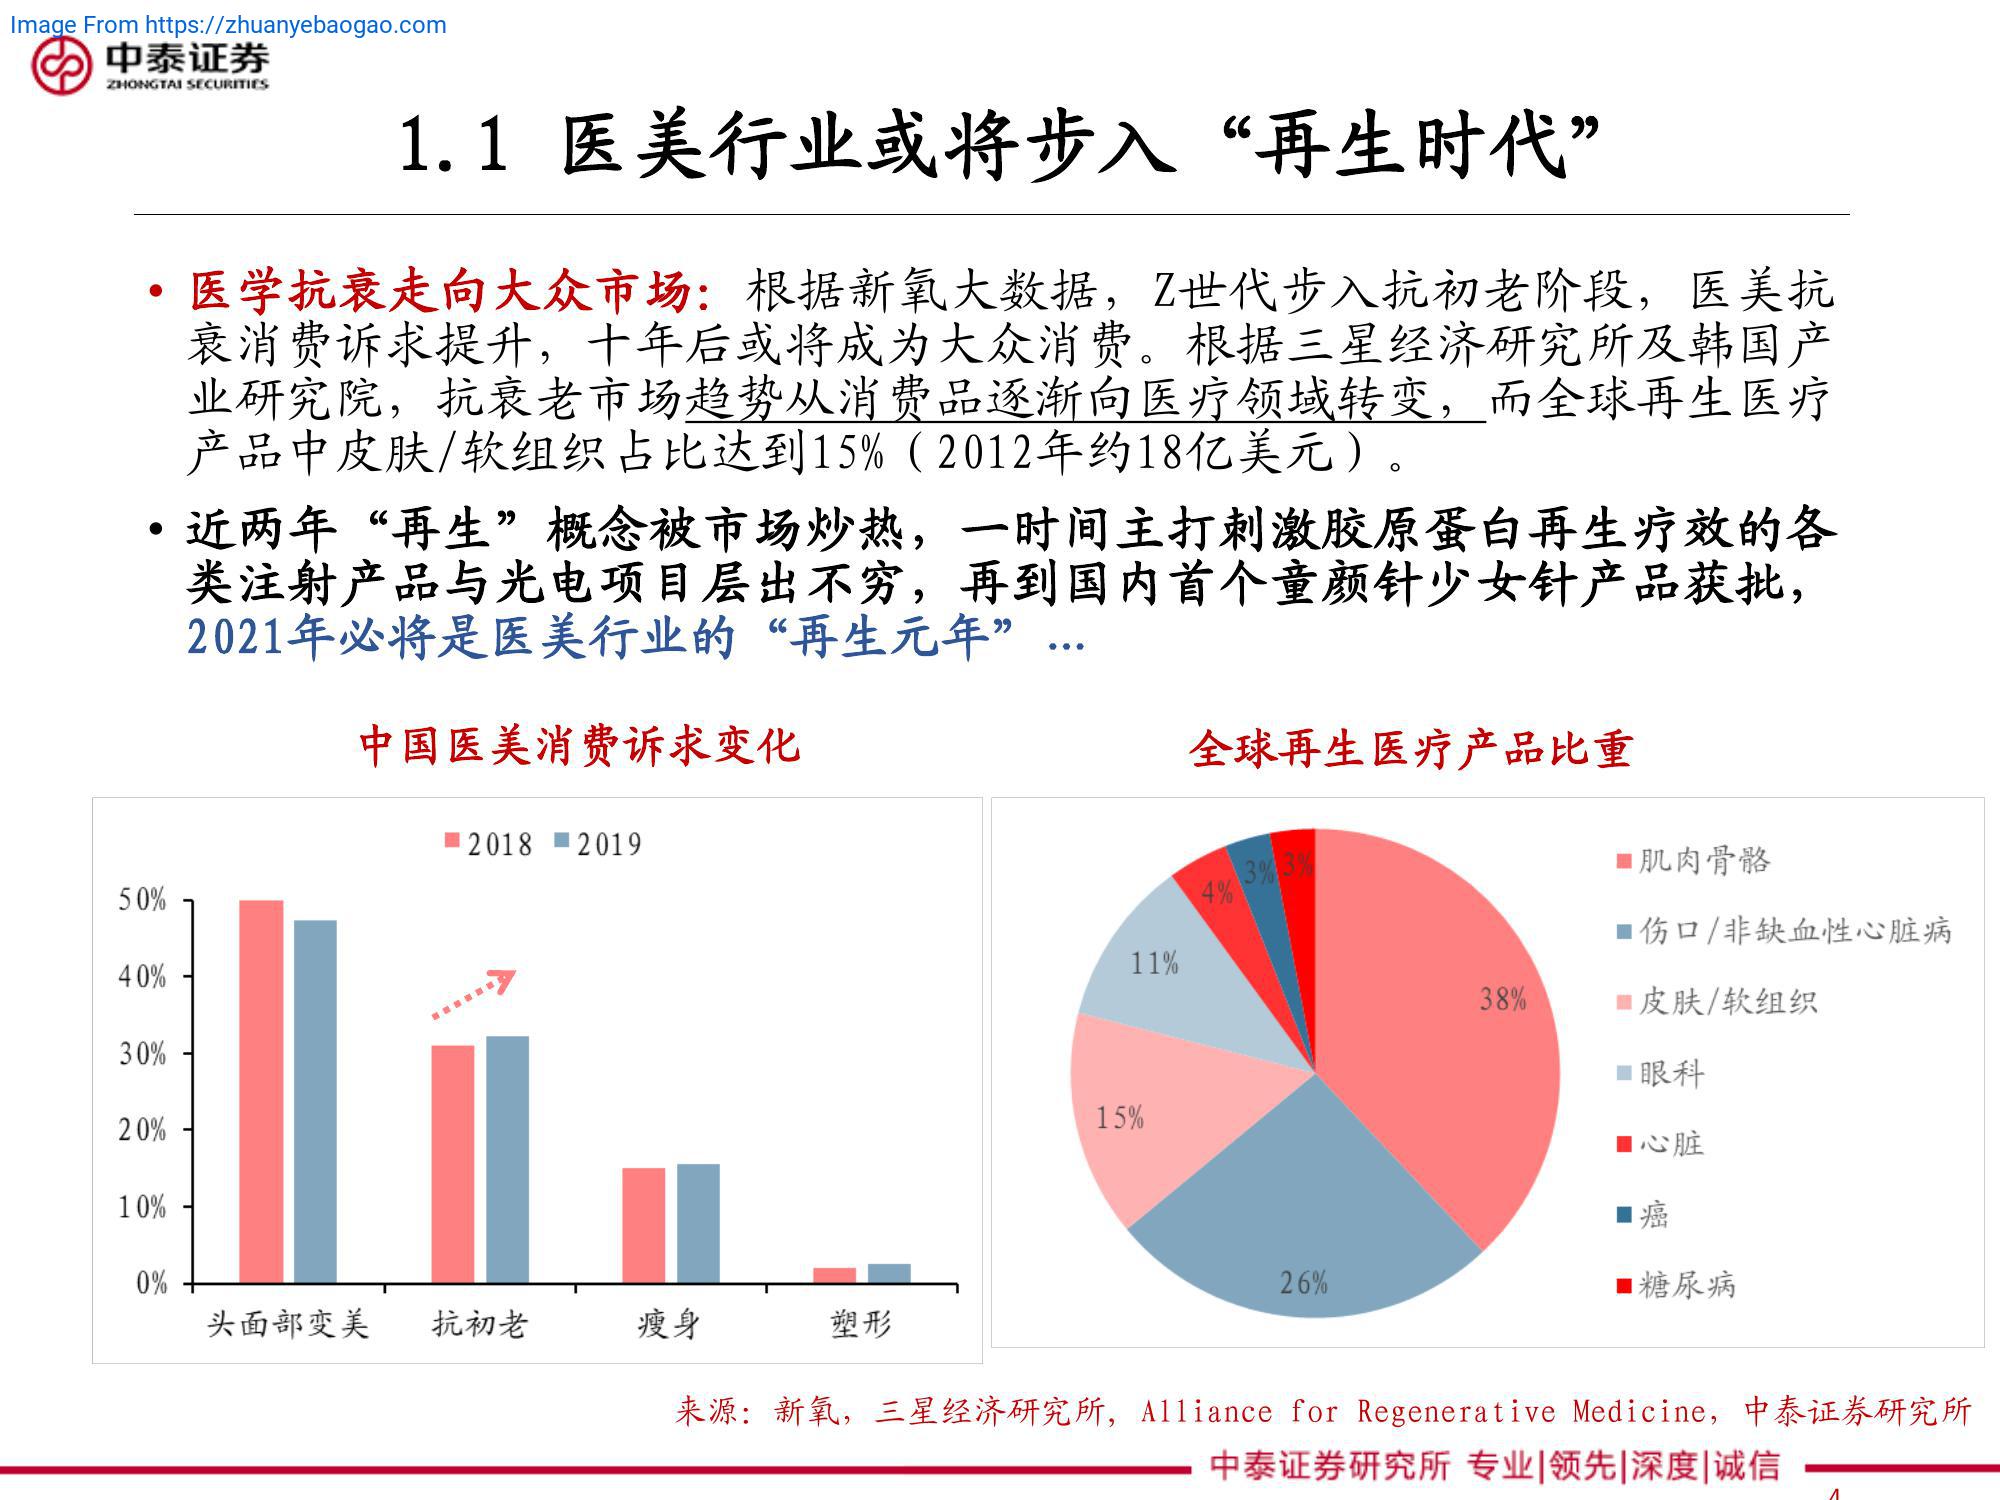 Image From https://zhuanyebaogao.com
中泰证券
ZHONGTAI SECURITIES
1.1 医美行业或将步入“再生时代”
• 医学抗衰走向大众市场：根据新氧大数据，Z世代步入抗初老阶段，医美抗
衰消费诉求提升，十年后或将成为大众消费。根据三星经济研究所及韩国产
业研究院，抗衰老市场趋势从消费品逐渐向医疗领域转变，而全球再生医疗
产品中皮肤/软组织占比达到15%（2012年约18亿美元）。
• 近两年“再生”概念被市场炒热，一时间主打刺激胶原蛋白再生疗效的各
类注射产品与光电项目层出不穷，再到国内首个童颜针少女针产品获批，
2021年必将是医美行业的“再生元年”…
中国医美消费诉求变化
2018 2019
50%
40%
30%
20%
10%
0%
头面部变美 抗初老 瘦身 塑形
全球再生医疗产品比重
38%
26%
15%
11%
4%
3%
3%
肌肉骨骼
伤口/非缺血性心脏病
皮肤/软组织
眼科
心脏
癌
糖尿病
来源：新氧，三星经济研究所, Alliance for Regenerative Medicine，中泰证券研究所
中泰证券研究所 专业|领先|深度|诚信
4